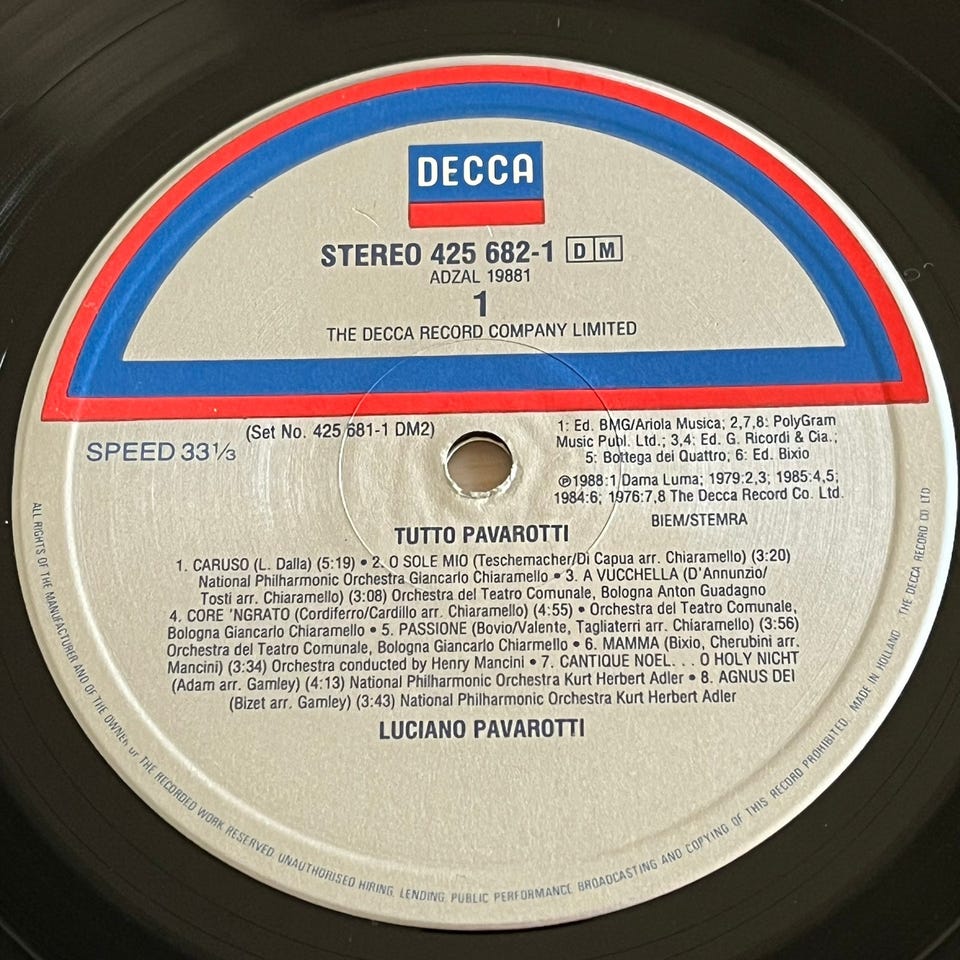 DECCA
STEREO 425 682-1 D M
ADZAL 19881
1
THE DECCA RECORD COMPANY LIMITED
(Set No. 425 681-1 DM2)
SPEED 33 1/3
1: Ed. BMG/Ariola Musica; 2,7,8: PolyGram
Music Publ. Ltd.; 3,4: Ed. G. Ricordi & Cia.;
5: Bottega dei Quattro; 6: Ed. Bixio
℗1988:1 Dama Luma; 1979:2,3; 1985:4,5;
1984:6; 1976:7,8 The Decca Record Co. Ltd.
BIEM/STEMRA
TUTTO PAVAROTTI
1. CARUSO (L. Dalla) (5:19) • 2. O SOLE MIO (Teschemacher/Di Capua arr. Chiaramello) (3:20)
National Philharmonic Orchestra Giancarlo Chiaramello • 3. A VUCCHELLA (D'Annunzio/
Tosti arr. Chiaramello) (3:08) Orchestra del Teatro Comunale, Bologna Anton Guadagno
4. CORE 'NGRATO (Cordiferro/Cardillo arr. Chiaramello) (4:55) • Orchestra del Teatro Comunale,
Bologna Giancarlo Chiaramello • 5. PASSIONE (Bovio/Valente, Tagliaterri arr. Chiaramello) (3:56)
Orchestra del Teatro Comunale, Bologna Giancarlo Chiarmello • 6. MAMMA (Bixio, Cherubini arr.
Mancini) (3:34) Orchestra conducted by Henry Mancini • 7. CANTIQUE NOEL. . . O HOLY NIGHT
(Adam arr. Gamley) (4:13) National Philharmonic Orchestra Kurt Herbert Adler • 8. AGNUS DEI
(Bizet arr. Gamley) (3:43) National Philharmonic Orchestra Kurt Herbert Adler
LUCIANO PAVAROTTI
ALL RIGHTS OF THE MANUFACTURER AND OF THE OWNER OF THE RECORDED WORK RESERVED. UNAUTHORISED HIRING, LENDING, PUBLIC PERFORMANCE, BROADCASTING AND COPYING OF THIS RECORD PROHIBITED. MADE IN HOLLAND THE DECCA RECORD CO LTD